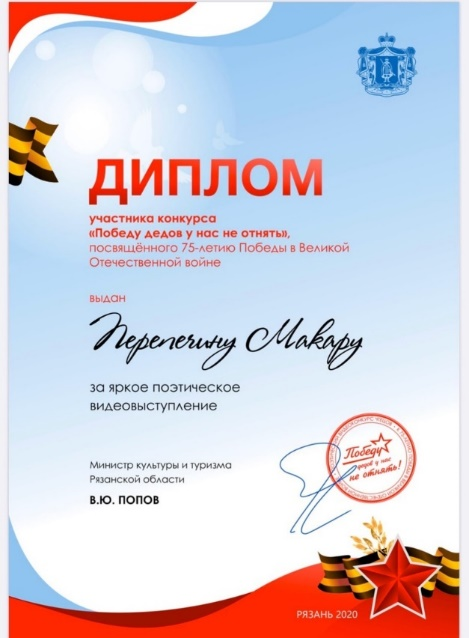 ДИПЛОМ
участника конкурса
«Победу дедов у нас не отнять»,
посвящённого 75-летию Победы в Великой
Отечественной войне
выдан
Перепечину Макару
за яркое поэтическое
видеовыступление
Министр культуры и туризма
Рязанской области
В.Ю. ПОПОВ
Победу
дедов у нас
не отнять!
РЯЗАНЬ 2020